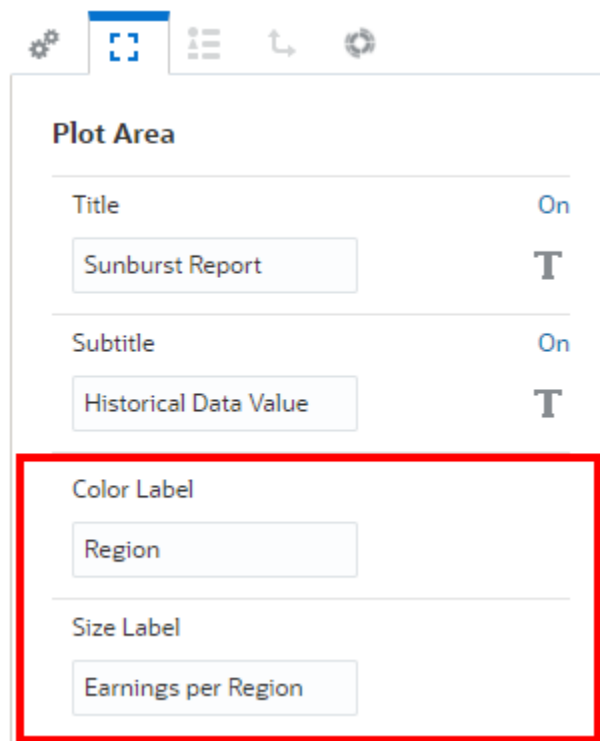 Plot Area
Title On
Sunburst Report T
Subtitle On
Historical Data Value T
Color Label
Region
Size Label
Earnings per Region